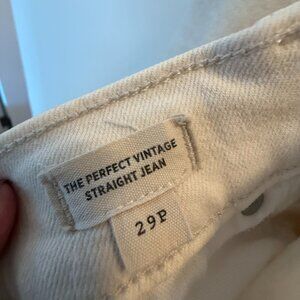 THE PERFECT VINTAGE
STRAIGHT JEAN
29P